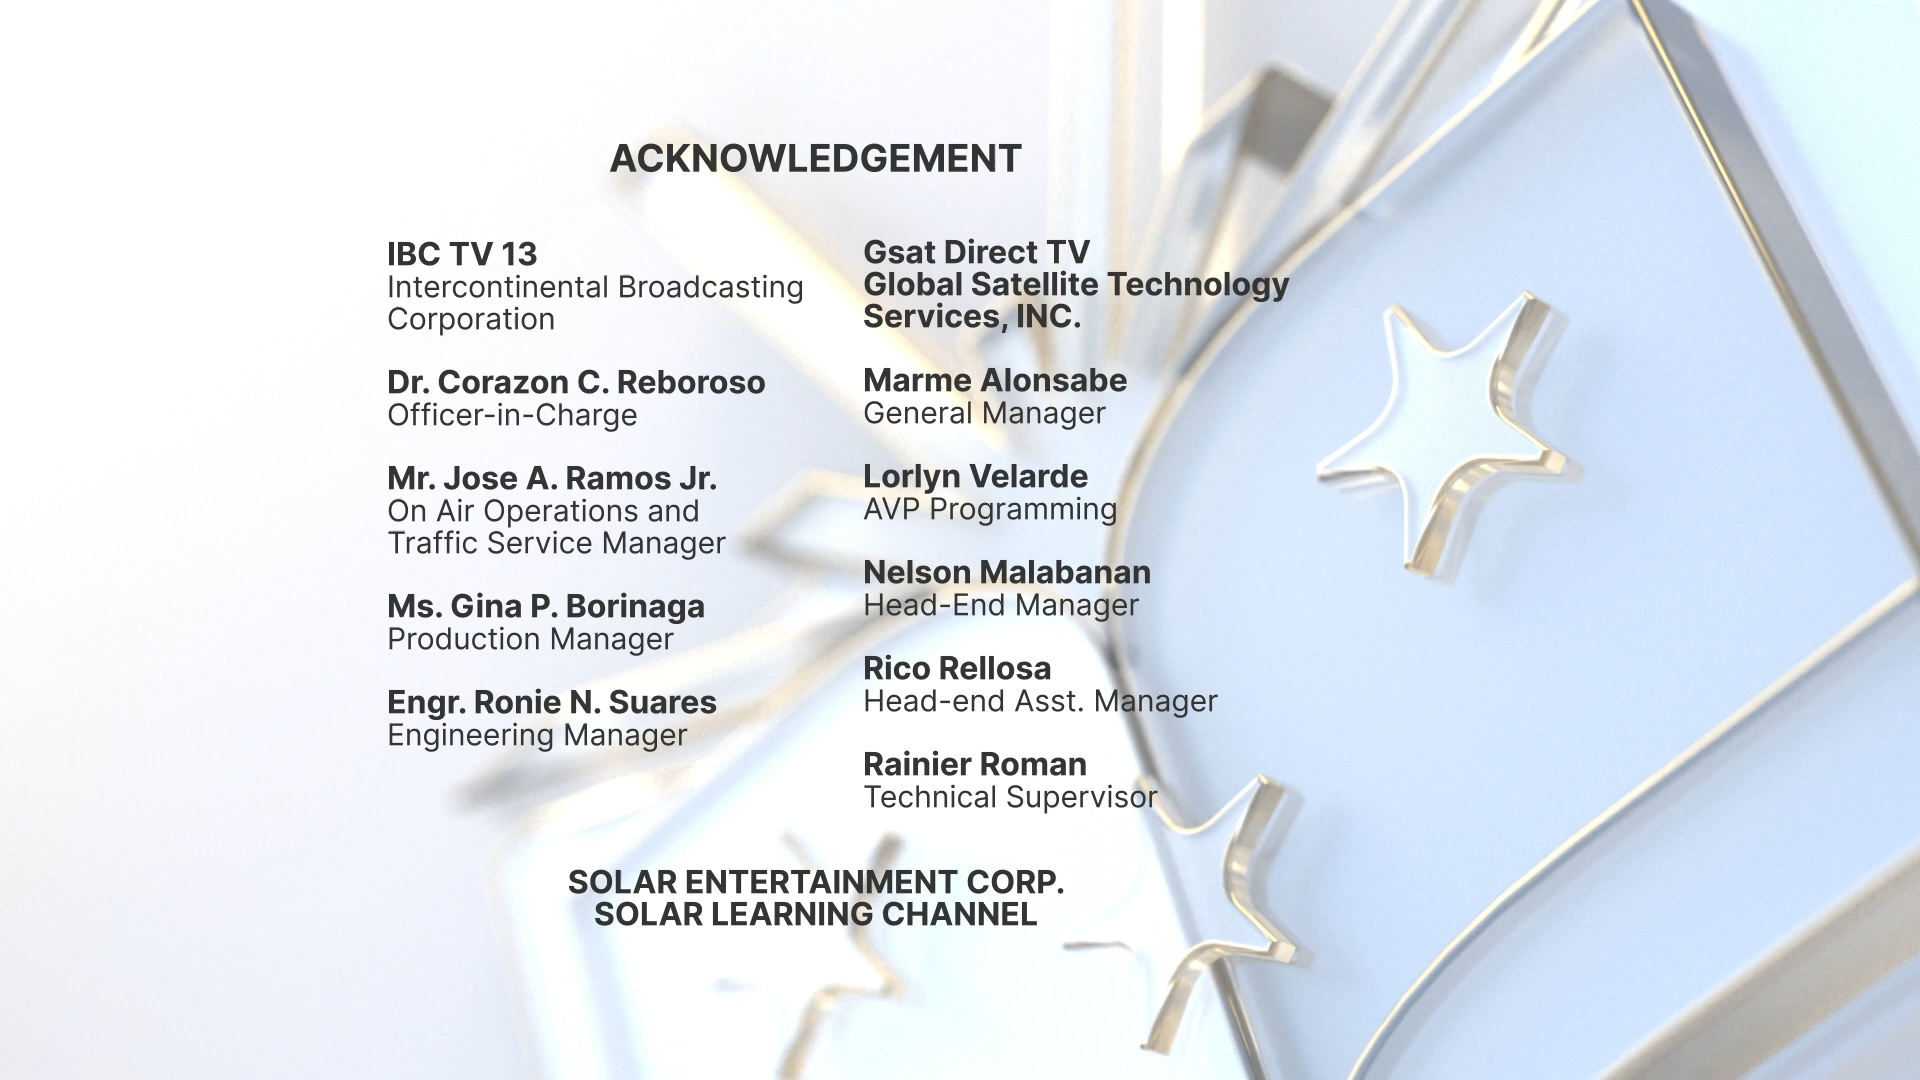 ACKNOWLEDGEMENT
IBC TV 13
Intercontinental Broadcasting
Corporation
Dr. Corazon C. Reboroso
Officer-in-Charge
Mr. Jose A. Ramos Jr.
On Air Operations and
Traffic Service Manager
Ms. Gina P. Borinaga
Production Manager
Engr. Ronie N. Suares
Engineering Manager
Gsat Direct TV
Global Satellite Technology
Services, INC.
Marme Alonsabe
General Manager
Lorlyn Velarde
AVP Programming
Nelson Malabanan
Head-End Manager
Rico Rellosa
Head-end Asst. Manager
Rainier Roman
Technical Supervisor
SOLAR ENTERTAINMENT CORP.
SOLAR LEARNING CHANNEL